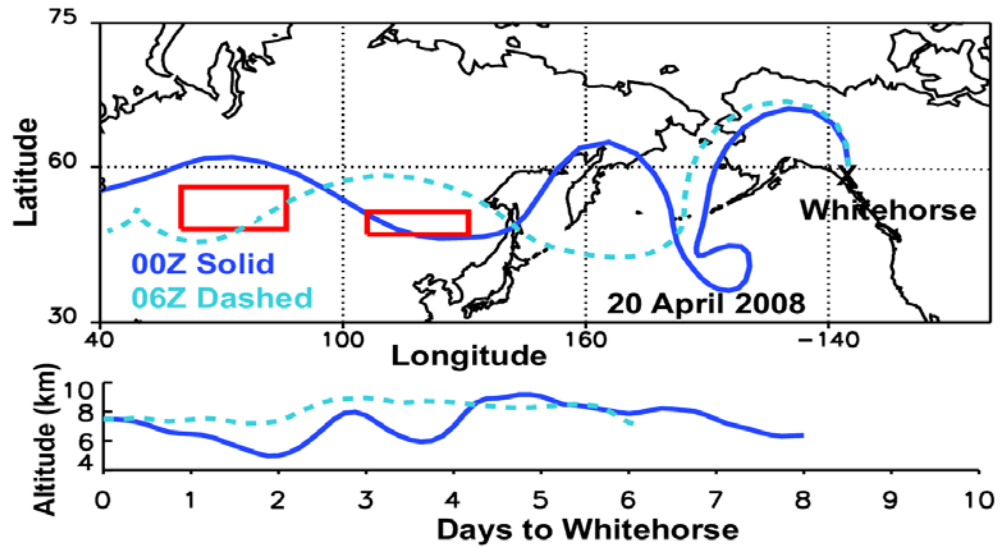 75
60
30
Latitude
Whitehorse
00Z Solid
06Z Dashed
20 April 2008
40 100 160 −140
Longitude
10
8
6
4
Altitude (km)
0 1 2 3 4 5 6 7 8 9 10
Days to Whitehorse